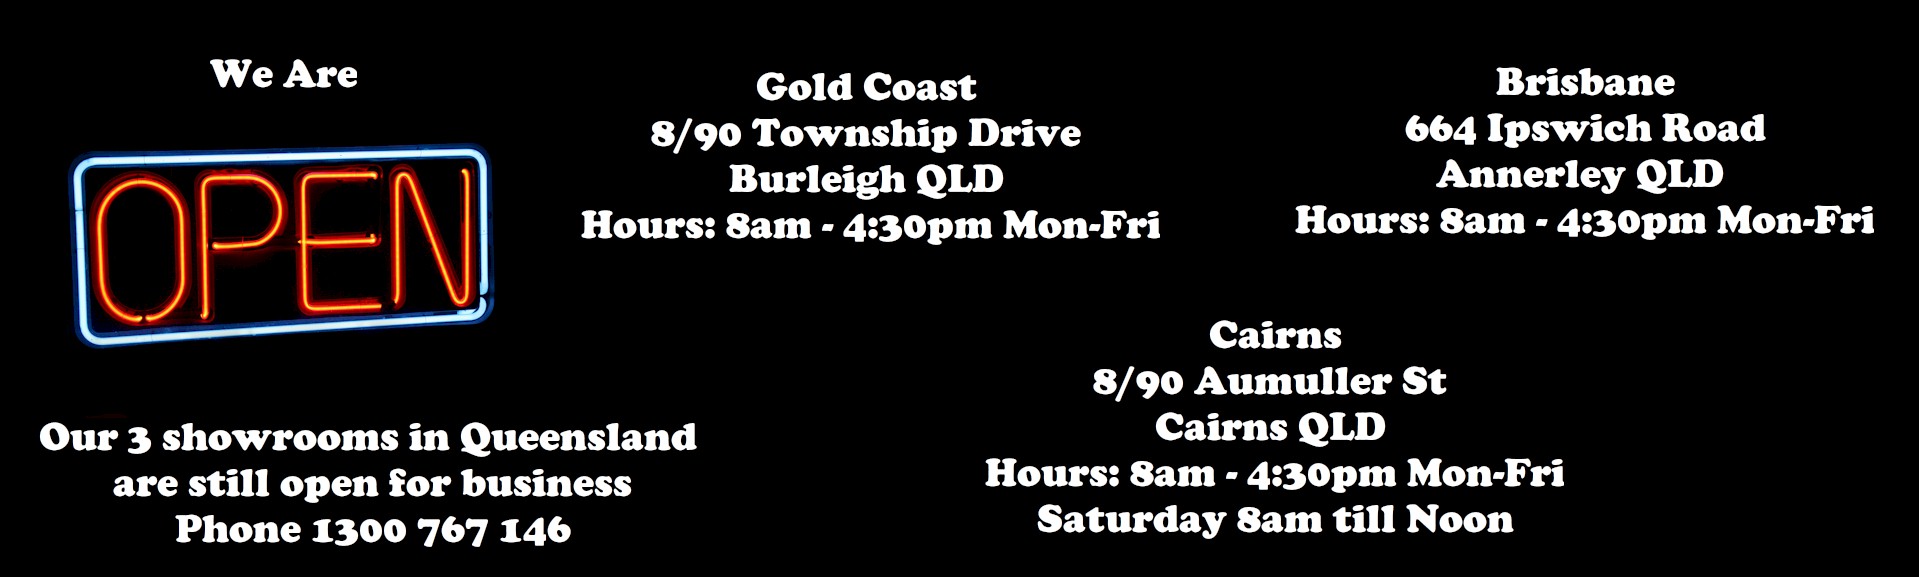 We Are
OPEN
Our 3 showrooms in Queensland
are still open for business
Phone 1300 767 146
Gold Coast
8/90 Township Drive
Burleigh QLD
Hours: 8am - 4:30pm Mon-Fri
Brisbane
664 Ipswich Road
Annerley QLD
Hours: 8am - 4:30pm Mon-Fri
Cairns
8/90 Aumuller St
Cairns QLD
Hours: 8am - 4:30pm Mon-Fri
Saturday 8am till Noon